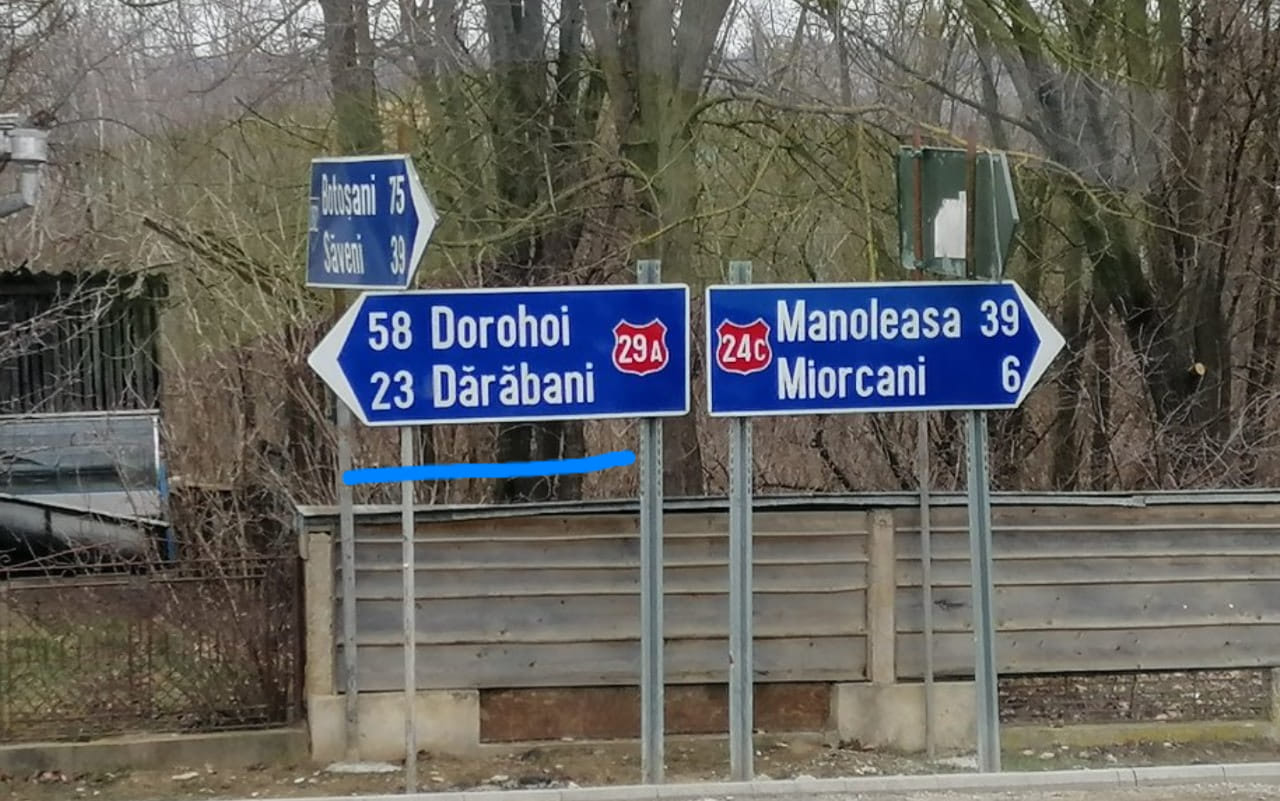 Botoșani 75
Săveni 39
58 Dorohoi
23 Dărăbani
29A
24C
Manoleasa 39
Miorcani 6